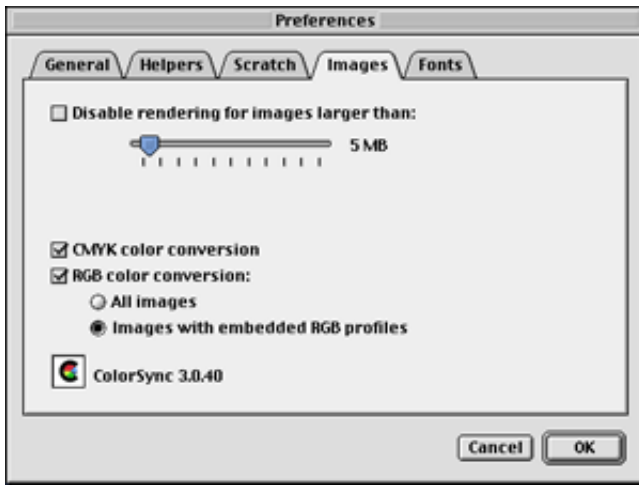 Preferences
General Helpers Scratch Images Fonts
Disable rendering for images larger than:
5 MB
CMYK color conversion
RGB color conversion:
All images
Images with embedded RGB profiles
ColorSync 3.0.40
Cancel OK